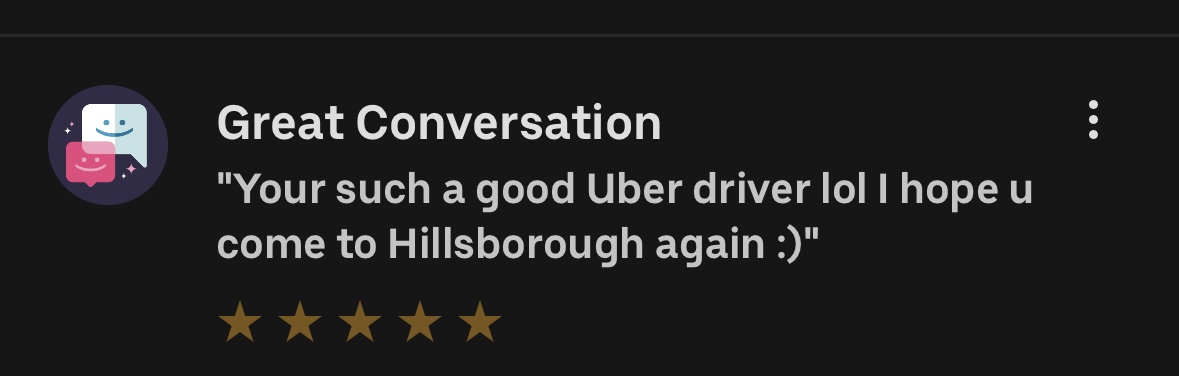 Great Conversation
"Your such a good Uber driver lol I hope u
come to Hillsborough again :)"